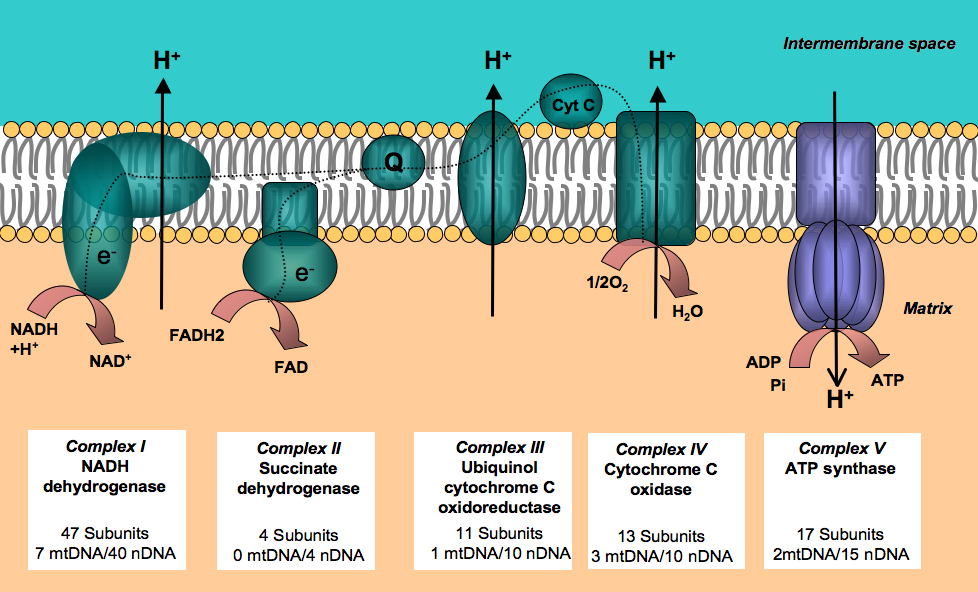 Intermembrane space
H+
H+
H+
Cyt C
Q
e-
e-
1/2O2
H2O
Matrix
NADH
+H+
NAD+
FADH2
FAD
ADP
Pi
ATP
H+
Complex I
NADH
dehydrogenase
47 Subunits
7 mtDNA/40 nDNA
Complex II
Succinate
dehydrogenase
4 Subunits
0 mtDNA/4 nDNA
Complex III
Ubiquinol
cytochrome C
oxidoreductase
11 Subunits
1 mtDNA/10 nDNA
Complex IV
Cytochrome C
oxidase
13 Subunits
3 mtDNA/10 nDNA
Complex V
ATP synthase
17 Subunits
2mtDNA/15 nDNA